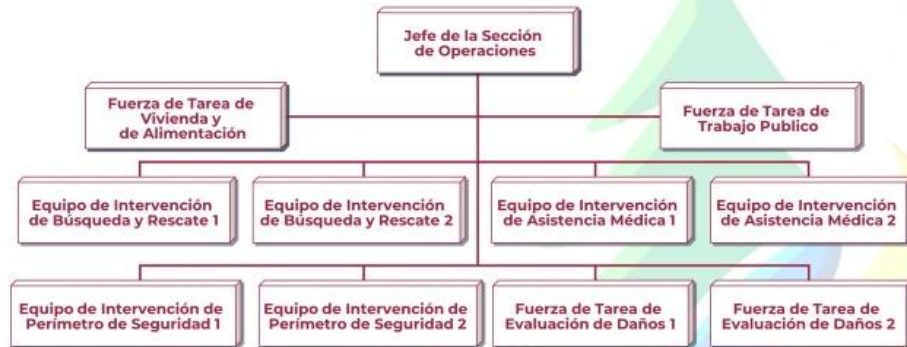 Jefe de la Sección
de Operaciones
Fuerza de Tarea de
Vivienda y
de Alimentación
Fuerza de Tarea de
Trabajo Publico
Equipo de Intervención
de Búsqueda y Rescate 1
Equipo de Intervención
de Búsqueda y Rescate 2
Equipo de Intervención
de Asistencia Médica 1
Equipo de Intervención
de Asistencia Médica 2
Equipo de Intervención de
Perímetro de Seguridad 1
Equipo de Intervención de
Perímetro de Seguridad 2
Fuerza de Tarea de
Evaluación de Daños 1
Fuerza de Tarea de
Evaluación de Daños 2